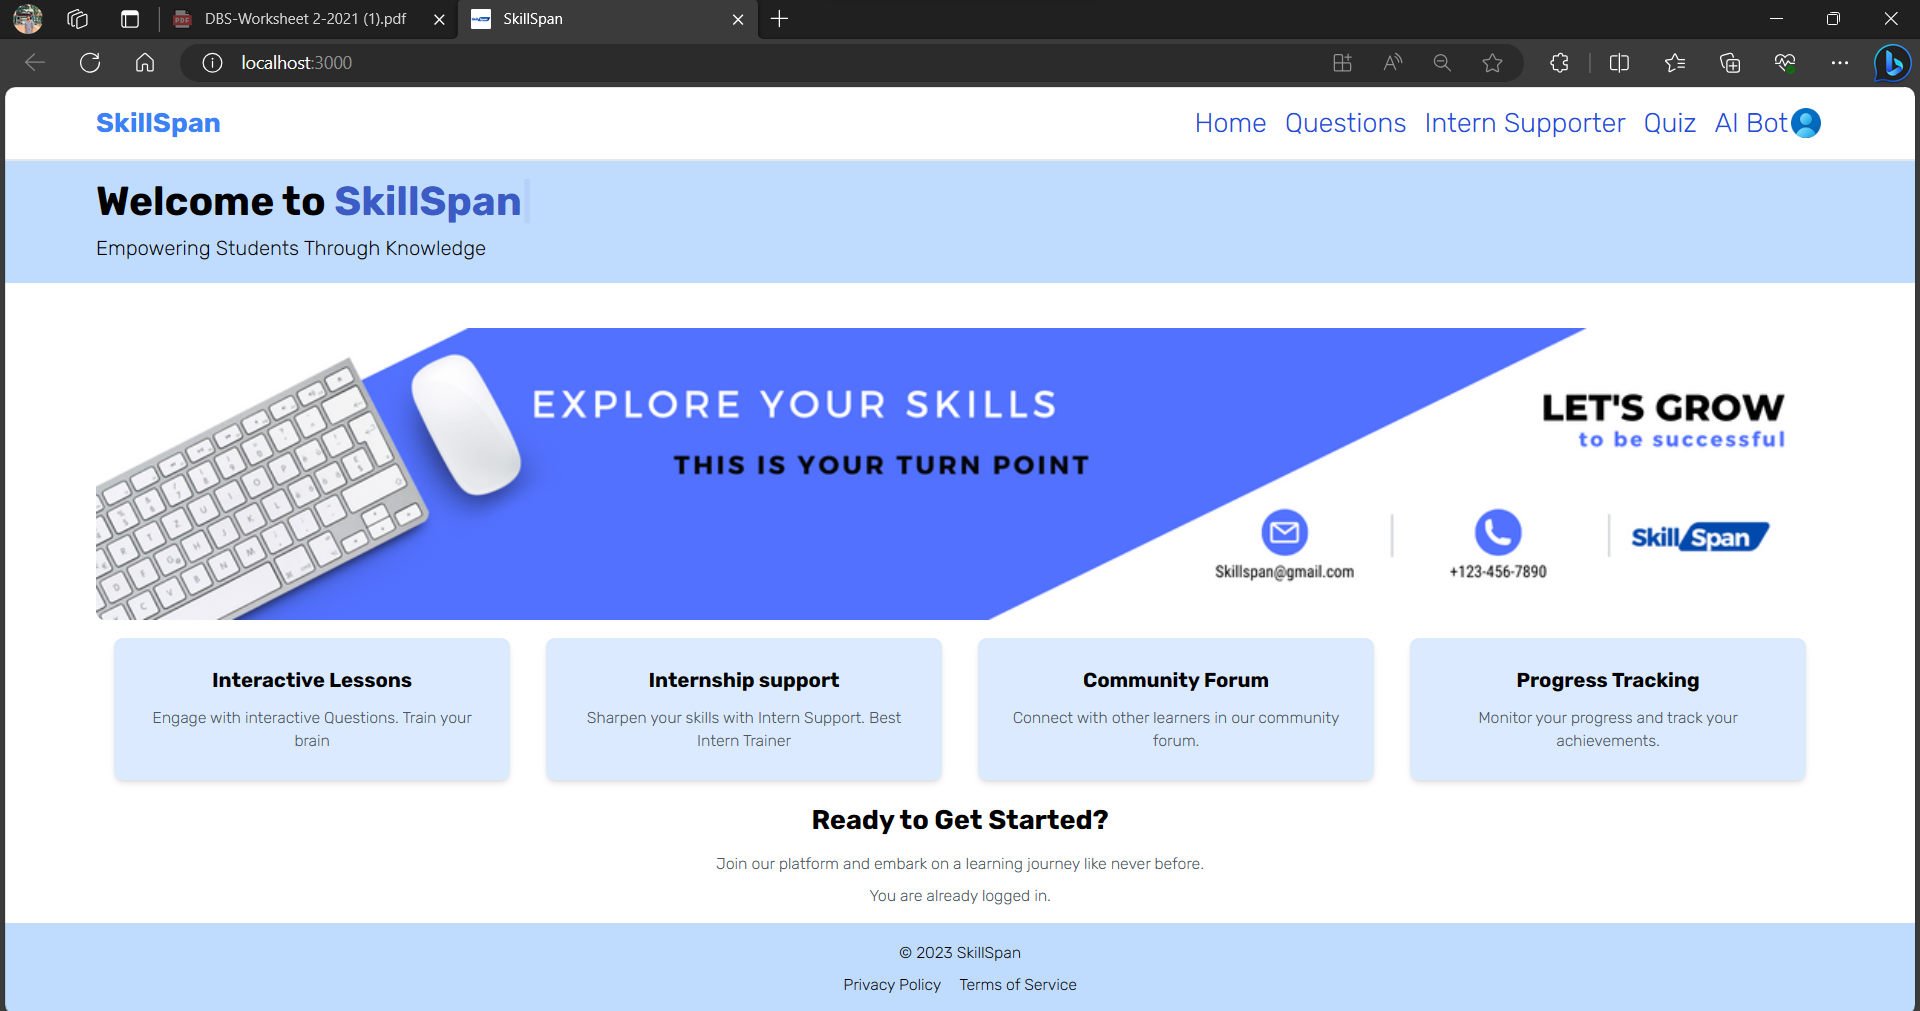 DBS-Worksheet 2-2021 (1).pdf
SkillSpan
localhost:3000
SkillSpan
Home Questions Intern Supporter Quiz AI Bot
Welcome to SkillSpan
Empowering Students Through Knowledge
EXPLORE YOUR SKILLS
THIS IS YOUR TURN POINT
LET'S GROW
to be successful
Skillspan@gmail.com
+123-456-7890
Skill Span
Interactive Lessons
Engage with interactive Questions. Train your
brain
Internship support
Sharpen your skills with Intern Support. Best
Intern Trainer
Community Forum
Connect with other learners in our community
forum.
Progress Tracking
Monitor your progress and track your
achievements.
Ready to Get Started?
Join our platform and embark on a learning journey like never before.
You are already logged in.
© 2023 SkillSpan
Privacy Policy Terms of Service